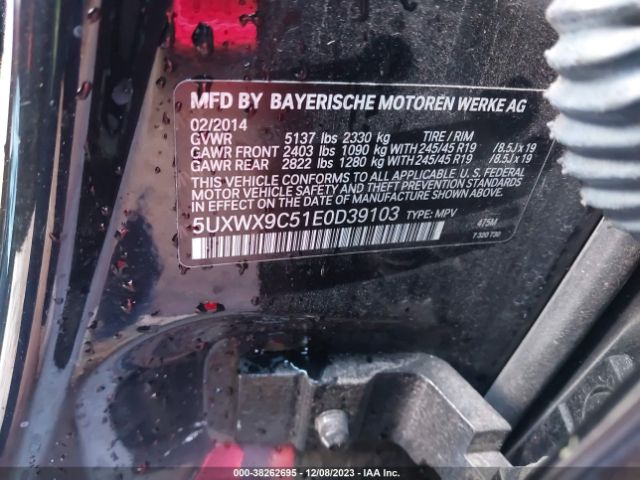 MFD BY BAYERISCHE MOTOREN WERKE AG
02/2014
GVWR 5137 lbs 2330 kg TIRE / RIM
GAWR FRONT 2403 lbs 1090 kg WITH 245/45 R19 /8.5J x 19
GAWR REAR 2822 lbs 1280 kg WITH 245/45 R19 /8.5J x 19
THIS VEHICLE CONFORMS TO ALL APPLICABLE U. S. FEDERAL
MOTOR VEHICLE SAFETY AND THEFT PREVENTION STANDARDS
IN EFFECT ON THE DATE OF MANUFACTURE SHOWN ABOVE.
5UXWX9C51E0D39103 TYPE: MPV 475M
T 320 T30
000-38262695 - 12/08/2023 - IAA Inc.